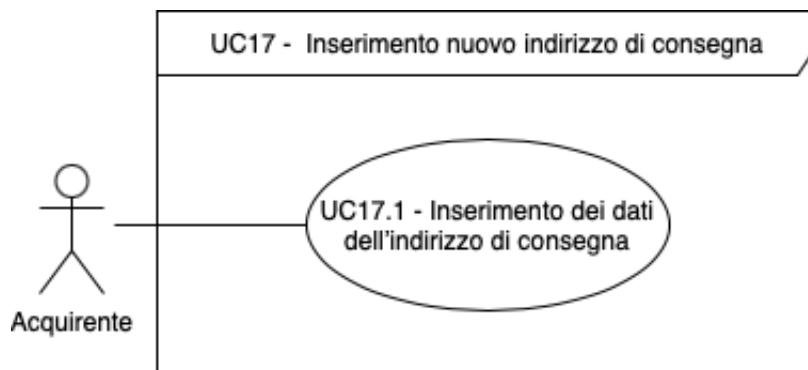 UC17 - Inserimento nuovo indirizzo di consegna
UC17.1 - Inserimento dei dati
dell'indirizzo di consegna
Acquirente